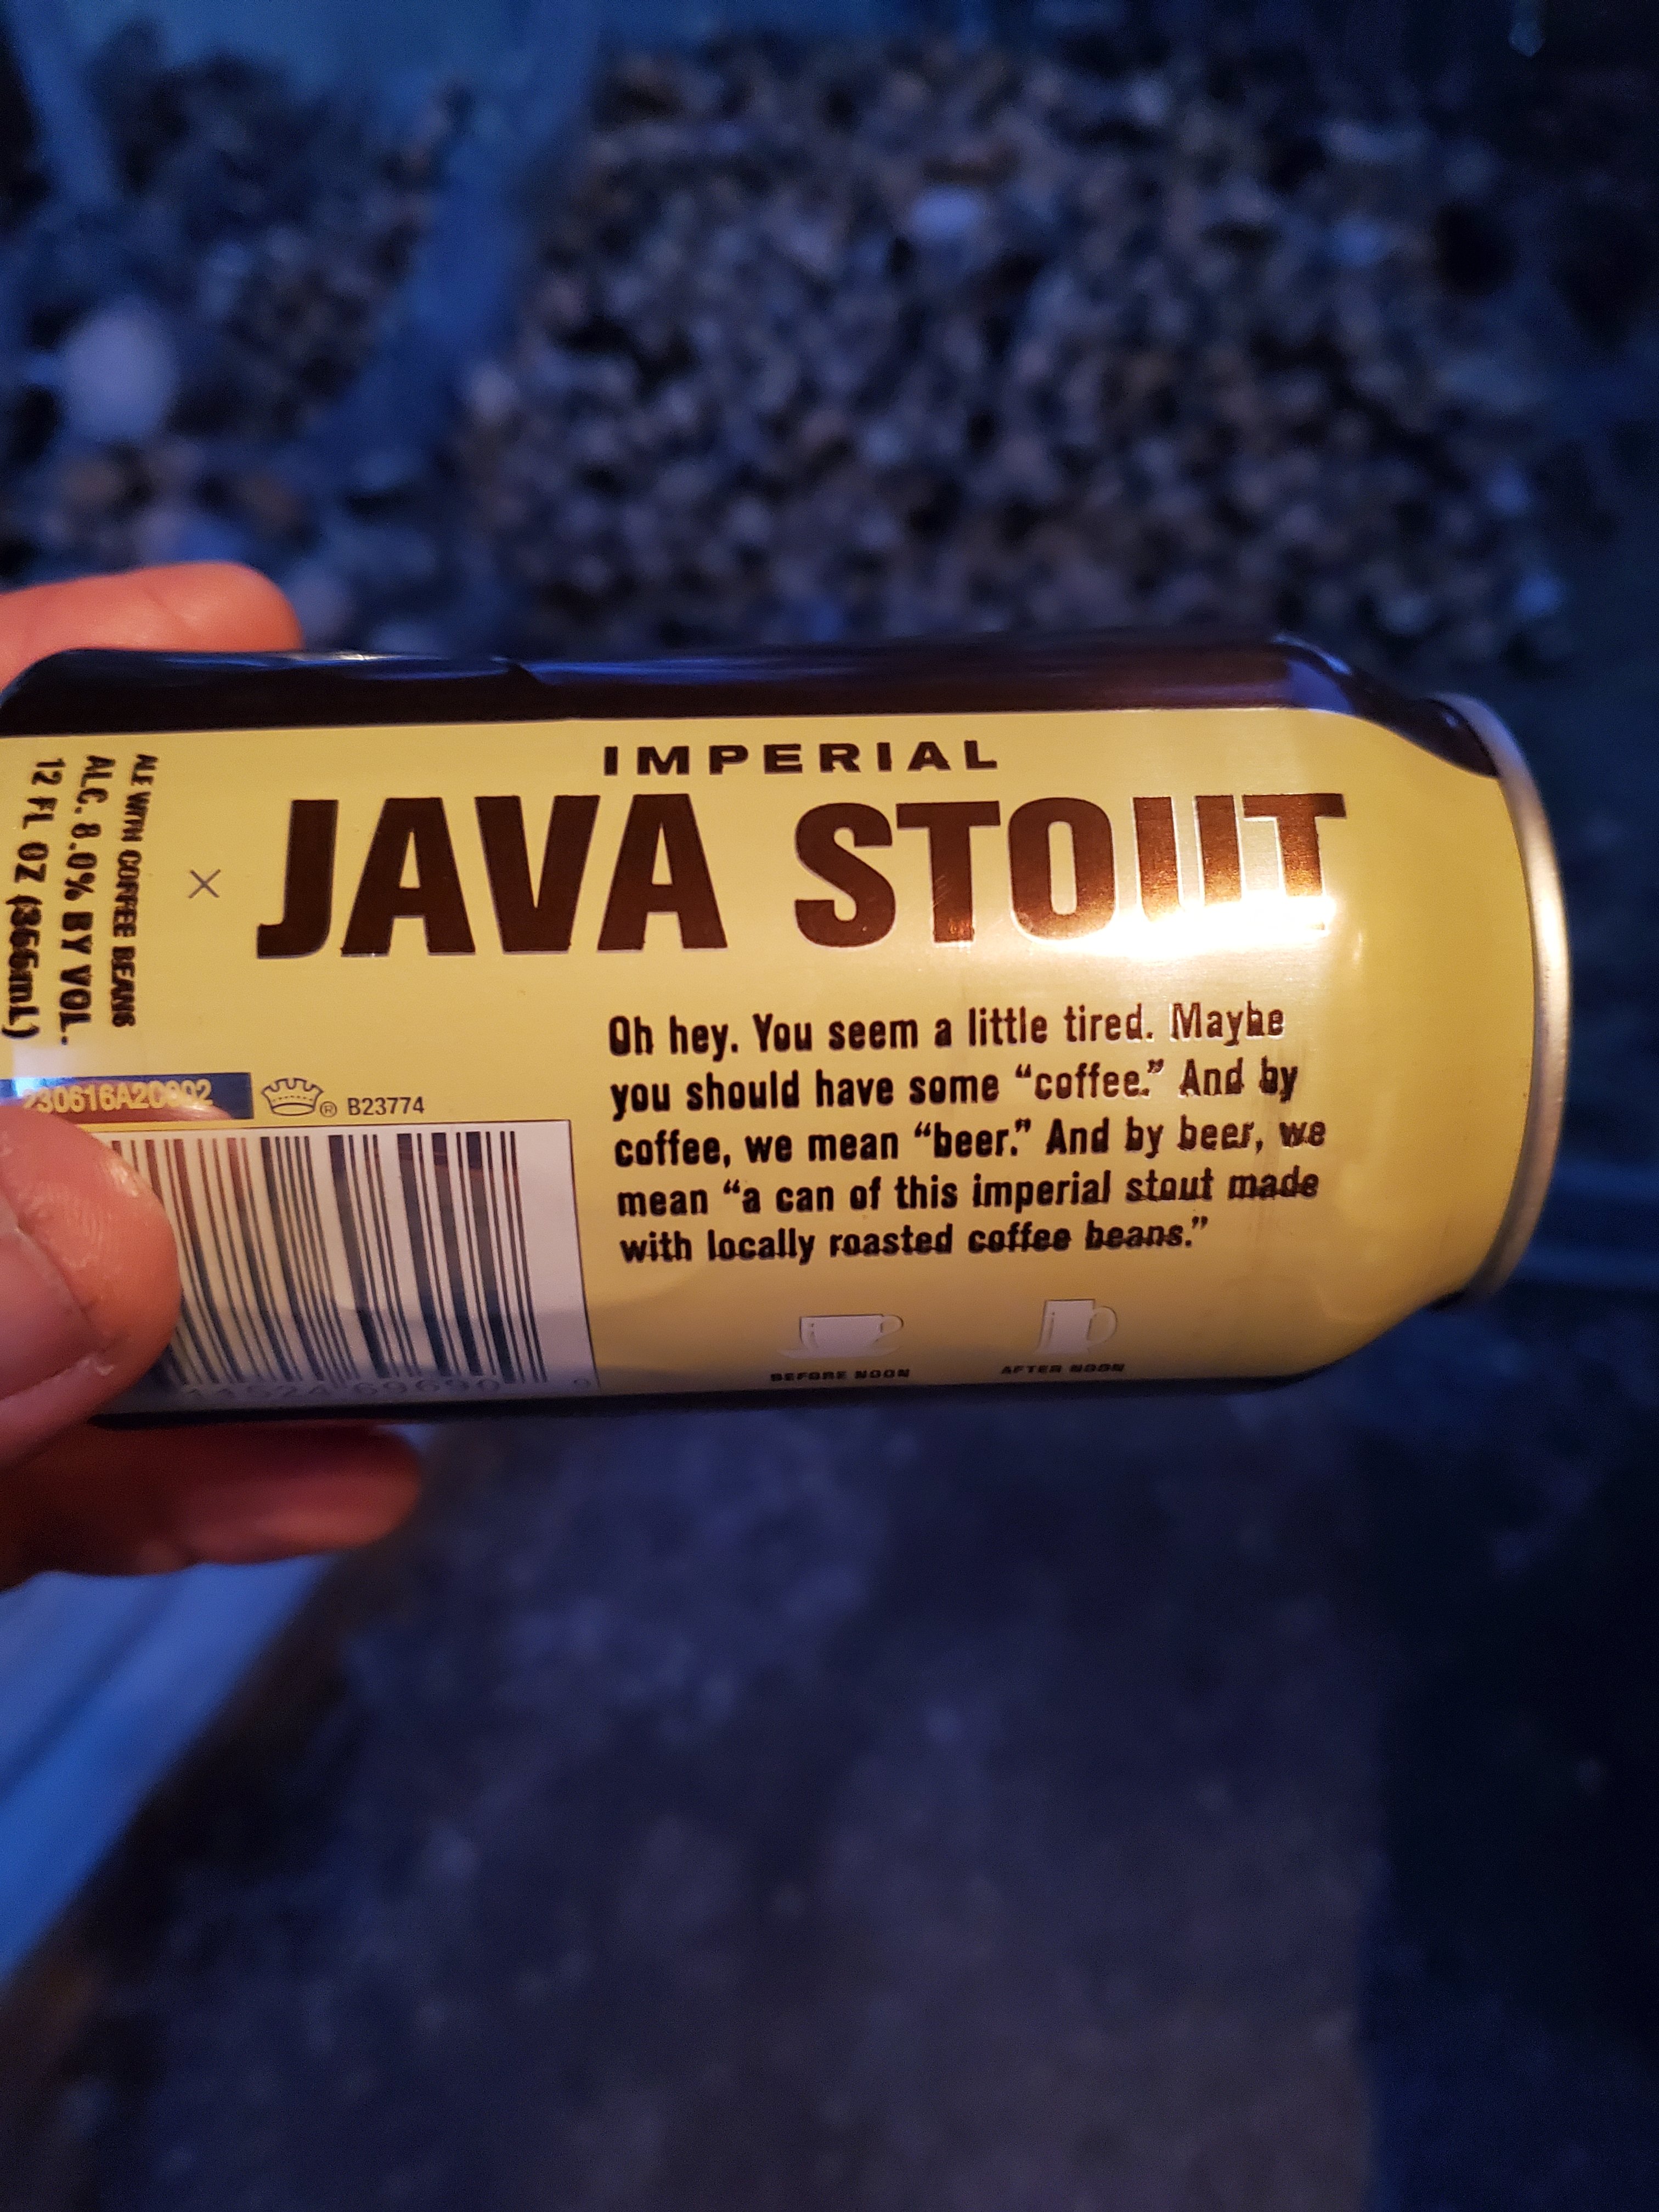 IMPERIAL
JAVA STOUT
×
ALE WITH COFFEE BEANS
ALC. 8.0% BY VOL.
12 FL OZ (355mL)
Oh hey. You seem a little tired. Maybe
you should have some “coffee.” And by
coffee, we mean “beer.” And by beer, we
mean “a can of this imperial stout made
with locally roasted coffee beans.”
® B23774
BEFORE NOON
AFTER NOON